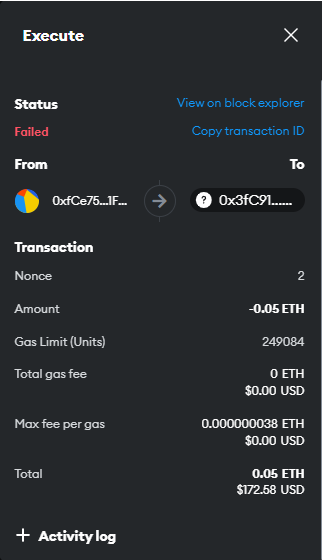 Execute
Status View on block explorer
Failed Copy transaction ID
From To
0xfCe75...1F... ? 0x3fC91......
Transaction
Nonce 2
Amount -0.05 ETH
Gas Limit (Units) 249084
Total gas fee 0 ETH
$0.00 USD
Max fee per gas 0.000000038 ETH
$0.00 USD
Total 0.05 ETH
$172.58 USD
+ Activity log